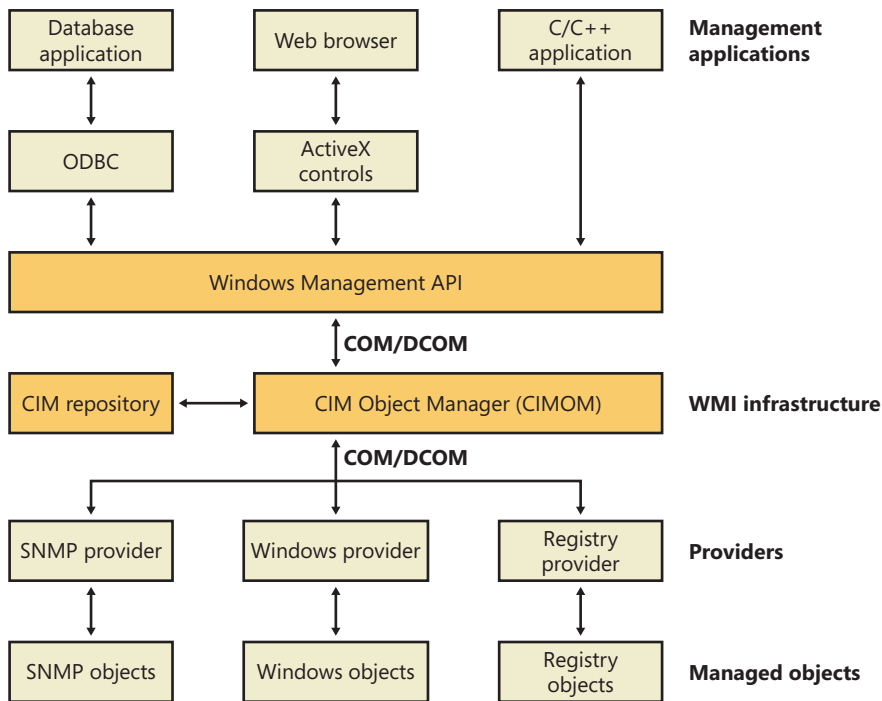 Database
application
Web browser
C/C++
application
Management
applications
ODBC
ActiveX
controls
Windows Management API
COM/DCOM
CIM repository
CIM Object Manager (CIMOM)
WMI infrastructure
COM/DCOM
SNMP provider
Windows provider
Registry
provider
Providers
SNMP objects
Windows objects
Registry
objects
Managed objects